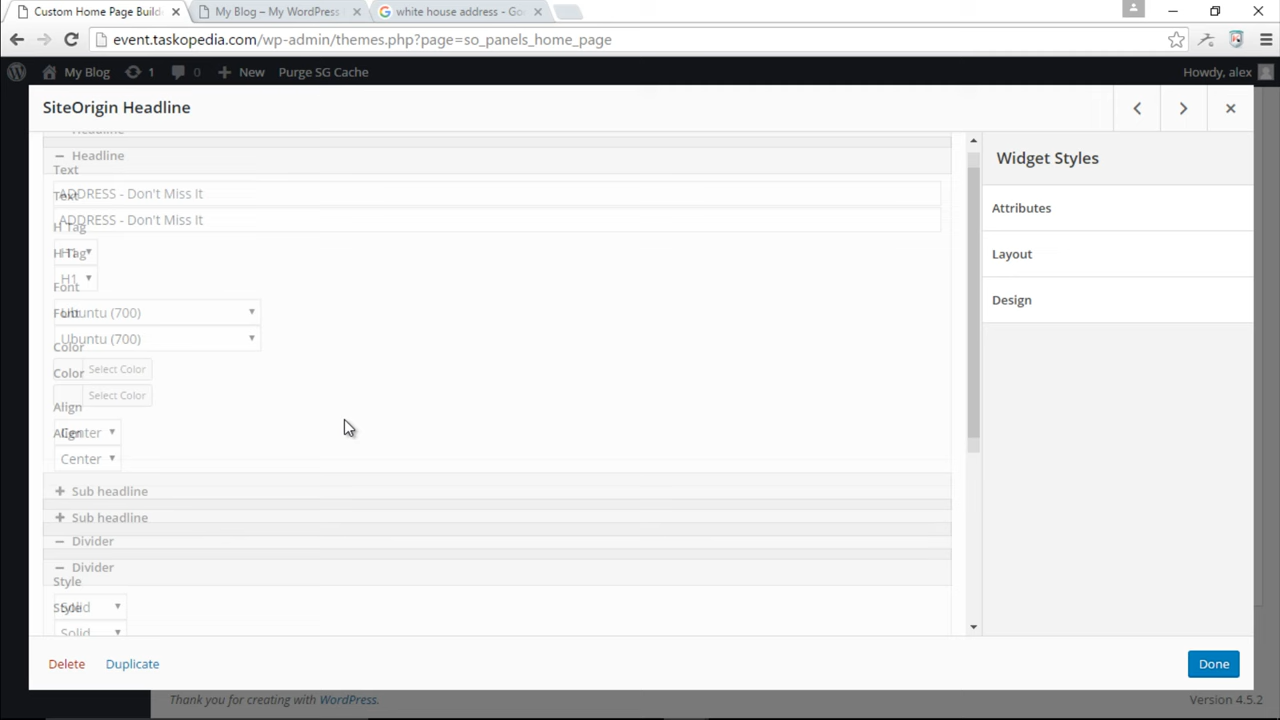 Custom Home Page Build
My Blog – My WordPress
white house address - Goo
event.taskopedia.com/wp-admin/themes.php?page=so_panels_home_page
My Blog 1 0 New Purge SG Cache Howdy, alex
SiteOrigin Headline
Headline
Headline
Text
ADDRESS - Don't Miss It
Text
ADDRESS - Don't Miss It
H Tag
H1
H Tag
H1
Font
Ubuntu (700)
Font
Ubuntu (700)
Color
Select Color
Color
Select Color
Align
Center
Align
Center
Sub headline
Sub headline
Divider
Divider
Style
Solid
Style
Solid
Widget Styles
Attributes
Layout
Design
Delete Duplicate Done
Thank you for creating with WordPress. Version 4.5.2